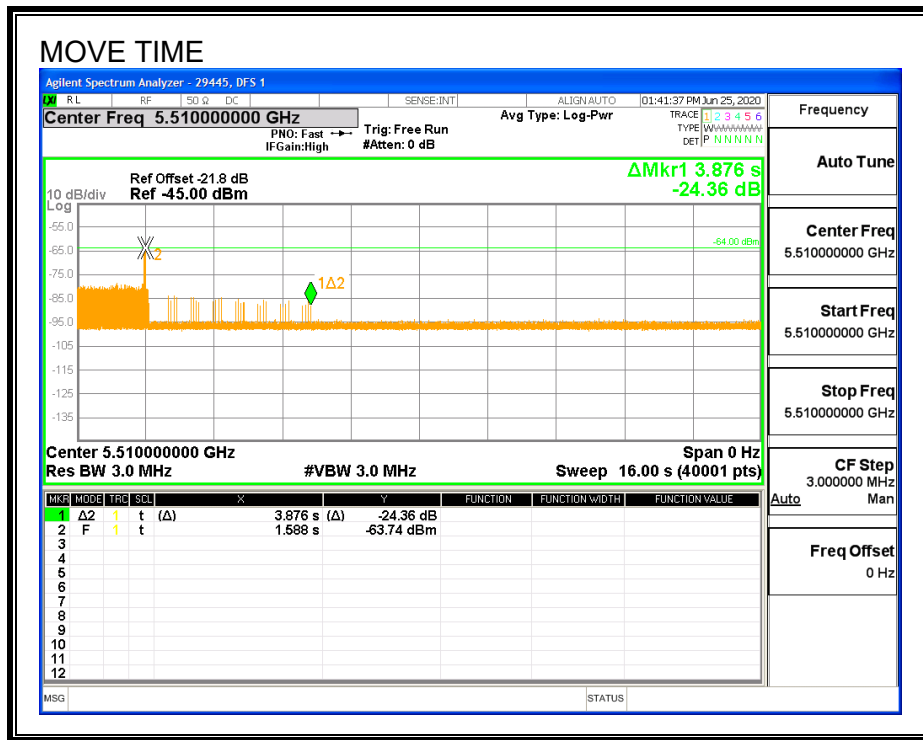 MOVE TIME
Agilent Spectrum Analyzer - 29445, DFS 1
LXI RL RF 50 Ω DC SENSE:INT ALIGN AUTO 01:41:37 PM Jun 25, 2020
Center Freq 5.510000000 GHz
Avg Type: Log-Pwr
TRACE 1 2 3 4 5 6
PNO: Fast Trig: Free Run
TYPE WWWWWWW
IFGain:High #Atten: 0 dB
DET P N N N N N
ΔMkr1 3.876 s
-24.36 dB
Ref Offset -21.8 dB
10 dB/div Ref -45.00 dBm
Log
-55.0
-64.00 dBm
-65.0
2
-75.0
1Δ2
-85.0
-95.0
-105
-115
-125
-135
Center 5.510000000 GHz Span 0 Hz
Res BW 3.0 MHz #VBW 3.0 MHz Sweep 16.00 s (40001 pts)
MKR MODE TRC SCL X Y FUNCTION FUNCTION WIDTH FUNCTION VALUE
1 Δ2 1 t (Δ) 3.876 s (Δ) -24.36 dB
2 F 1 t 1.588 s -63.74 dBm
3
4
5
6
7
8
9
10
11
12
MSG STATUS
Frequency
Auto Tune
Center Freq
5.510000000 GHz
Start Freq
5.510000000 GHz
Stop Freq
5.510000000 GHz
CF Step
3.000000 MHz
Auto Man
Freq Offset
0 Hz